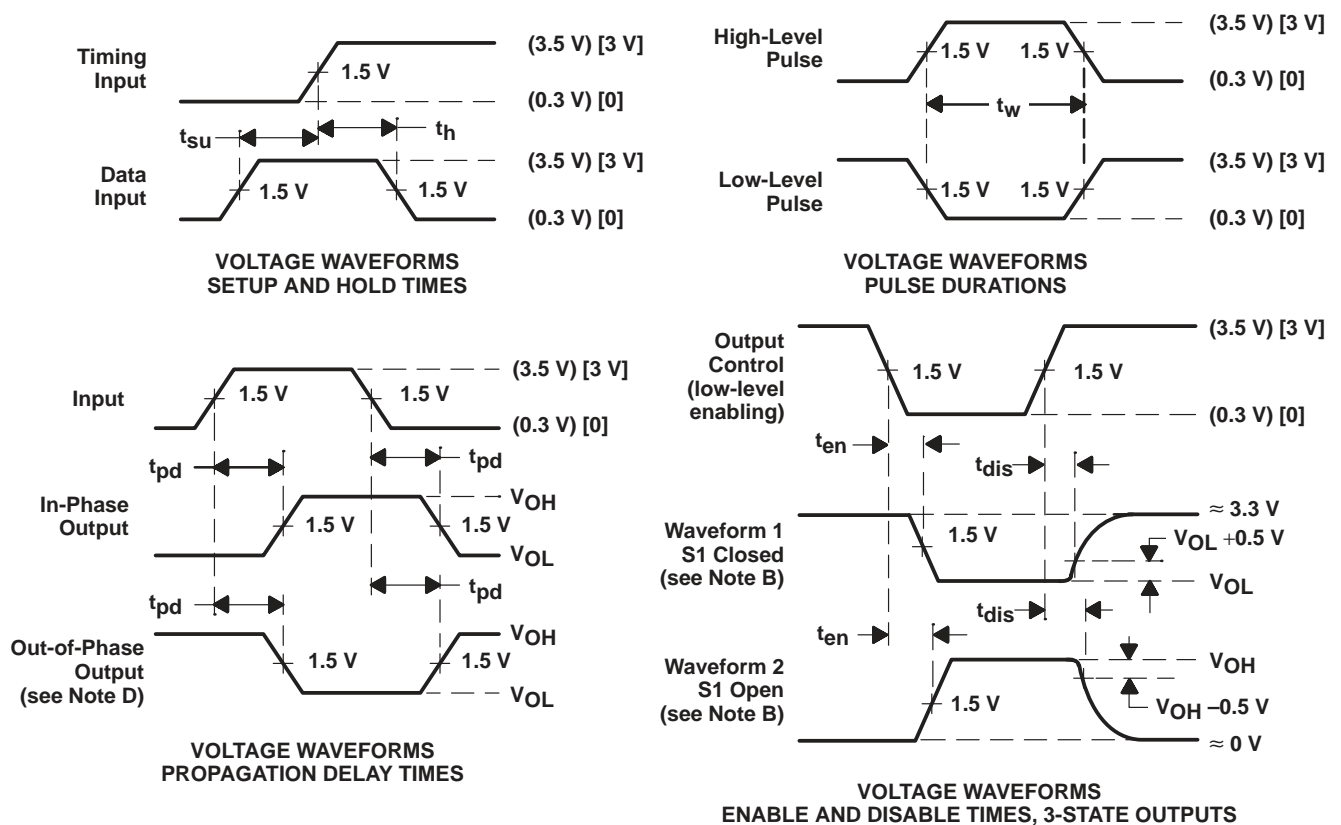 Timing
Input
1.5 V
(3.5 V) [3 V]
(0.3 V) [0]
tsu
th
Data
Input
1.5 V
1.5 V
(3.5 V) [3 V]
(0.3 V) [0]
VOLTAGE WAVEFORMS
SETUP AND HOLD TIMES
High-Level
Pulse
1.5 V
1.5 V
(3.5 V) [3 V]
(0.3 V) [0]
tw
Low-Level
Pulse
1.5 V
1.5 V
(3.5 V) [3 V]
(0.3 V) [0]
VOLTAGE WAVEFORMS
PULSE DURATIONS
Input
1.5 V
1.5 V
(3.5 V) [3 V]
(0.3 V) [0]
tpd
tpd
In-Phase
Output
1.5 V
1.5 V
VOH
VOL
tpd
tpd
Out-of-Phase
Output
(see Note D)
1.5 V
1.5 V
VOH
VOL
VOLTAGE WAVEFORMS
PROPAGATION DELAY TIMES
Output
Control
(low-level
enabling)
1.5 V
1.5 V
(3.5 V) [3 V]
(0.3 V) [0]
ten
tdis
Waveform 1
S1 Closed
(see Note B)
1.5 V
≈ 3.3 V
VOL +0.5 V
VOL
ten
tdis
Waveform 2
S1 Open
(see Note B)
1.5 V
VOH
VOH –0.5 V
≈ 0 V
VOLTAGE WAVEFORMS
ENABLE AND DISABLE TIMES, 3-STATE OUTPUTS